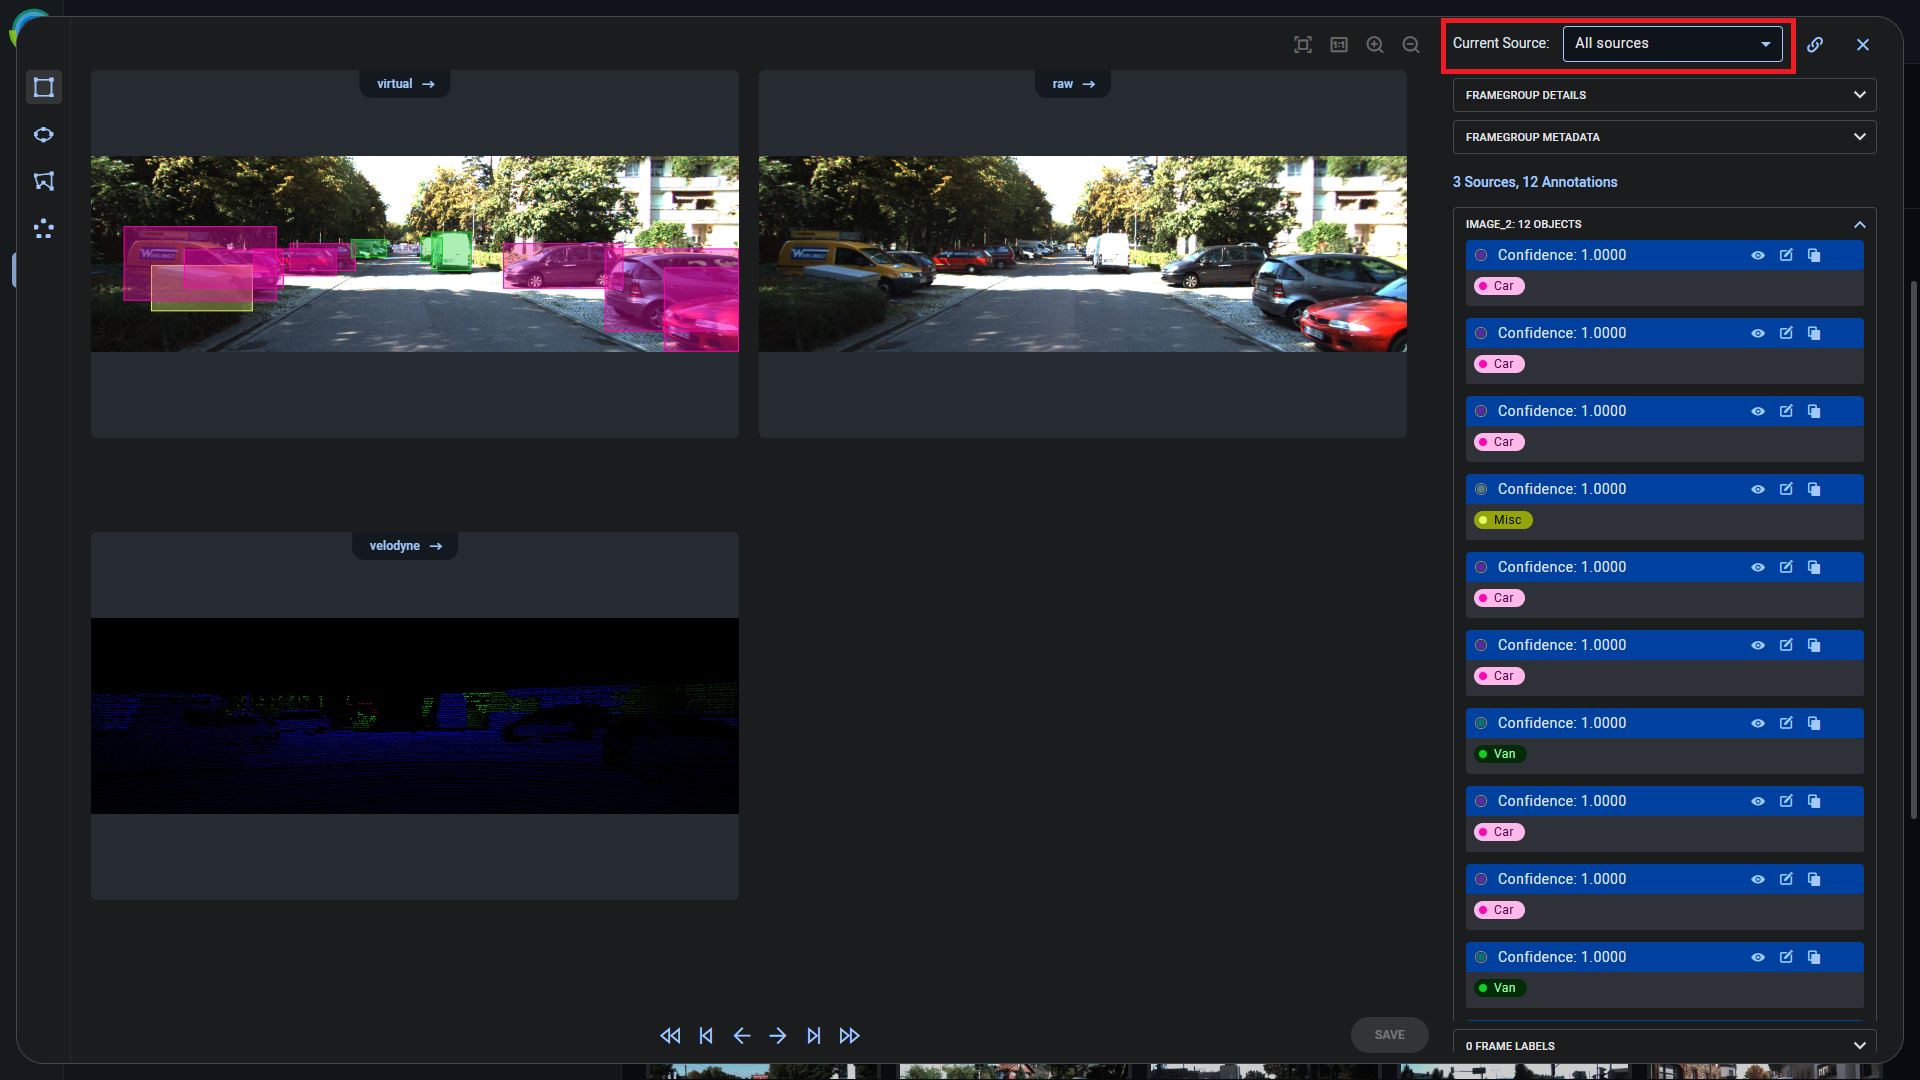 Current Source: All sources
virtual →
raw →
FRAMEGROUP DETAILS
FRAMEGROUP METADATA
3 Sources, 12 Annotations
IMAGE_2: 12 OBJECTS
Confidence: 1.0000
Car
Confidence: 1.0000
Car
Confidence: 1.0000
Car
Confidence: 1.0000
Misc
velodyne →
Confidence: 1.0000
Car
Confidence: 1.0000
Car
Confidence: 1.0000
Van
Confidence: 1.0000
Car
Confidence: 1.0000
Car
Confidence: 1.0000
Van
SAVE
0 FRAME LABELS